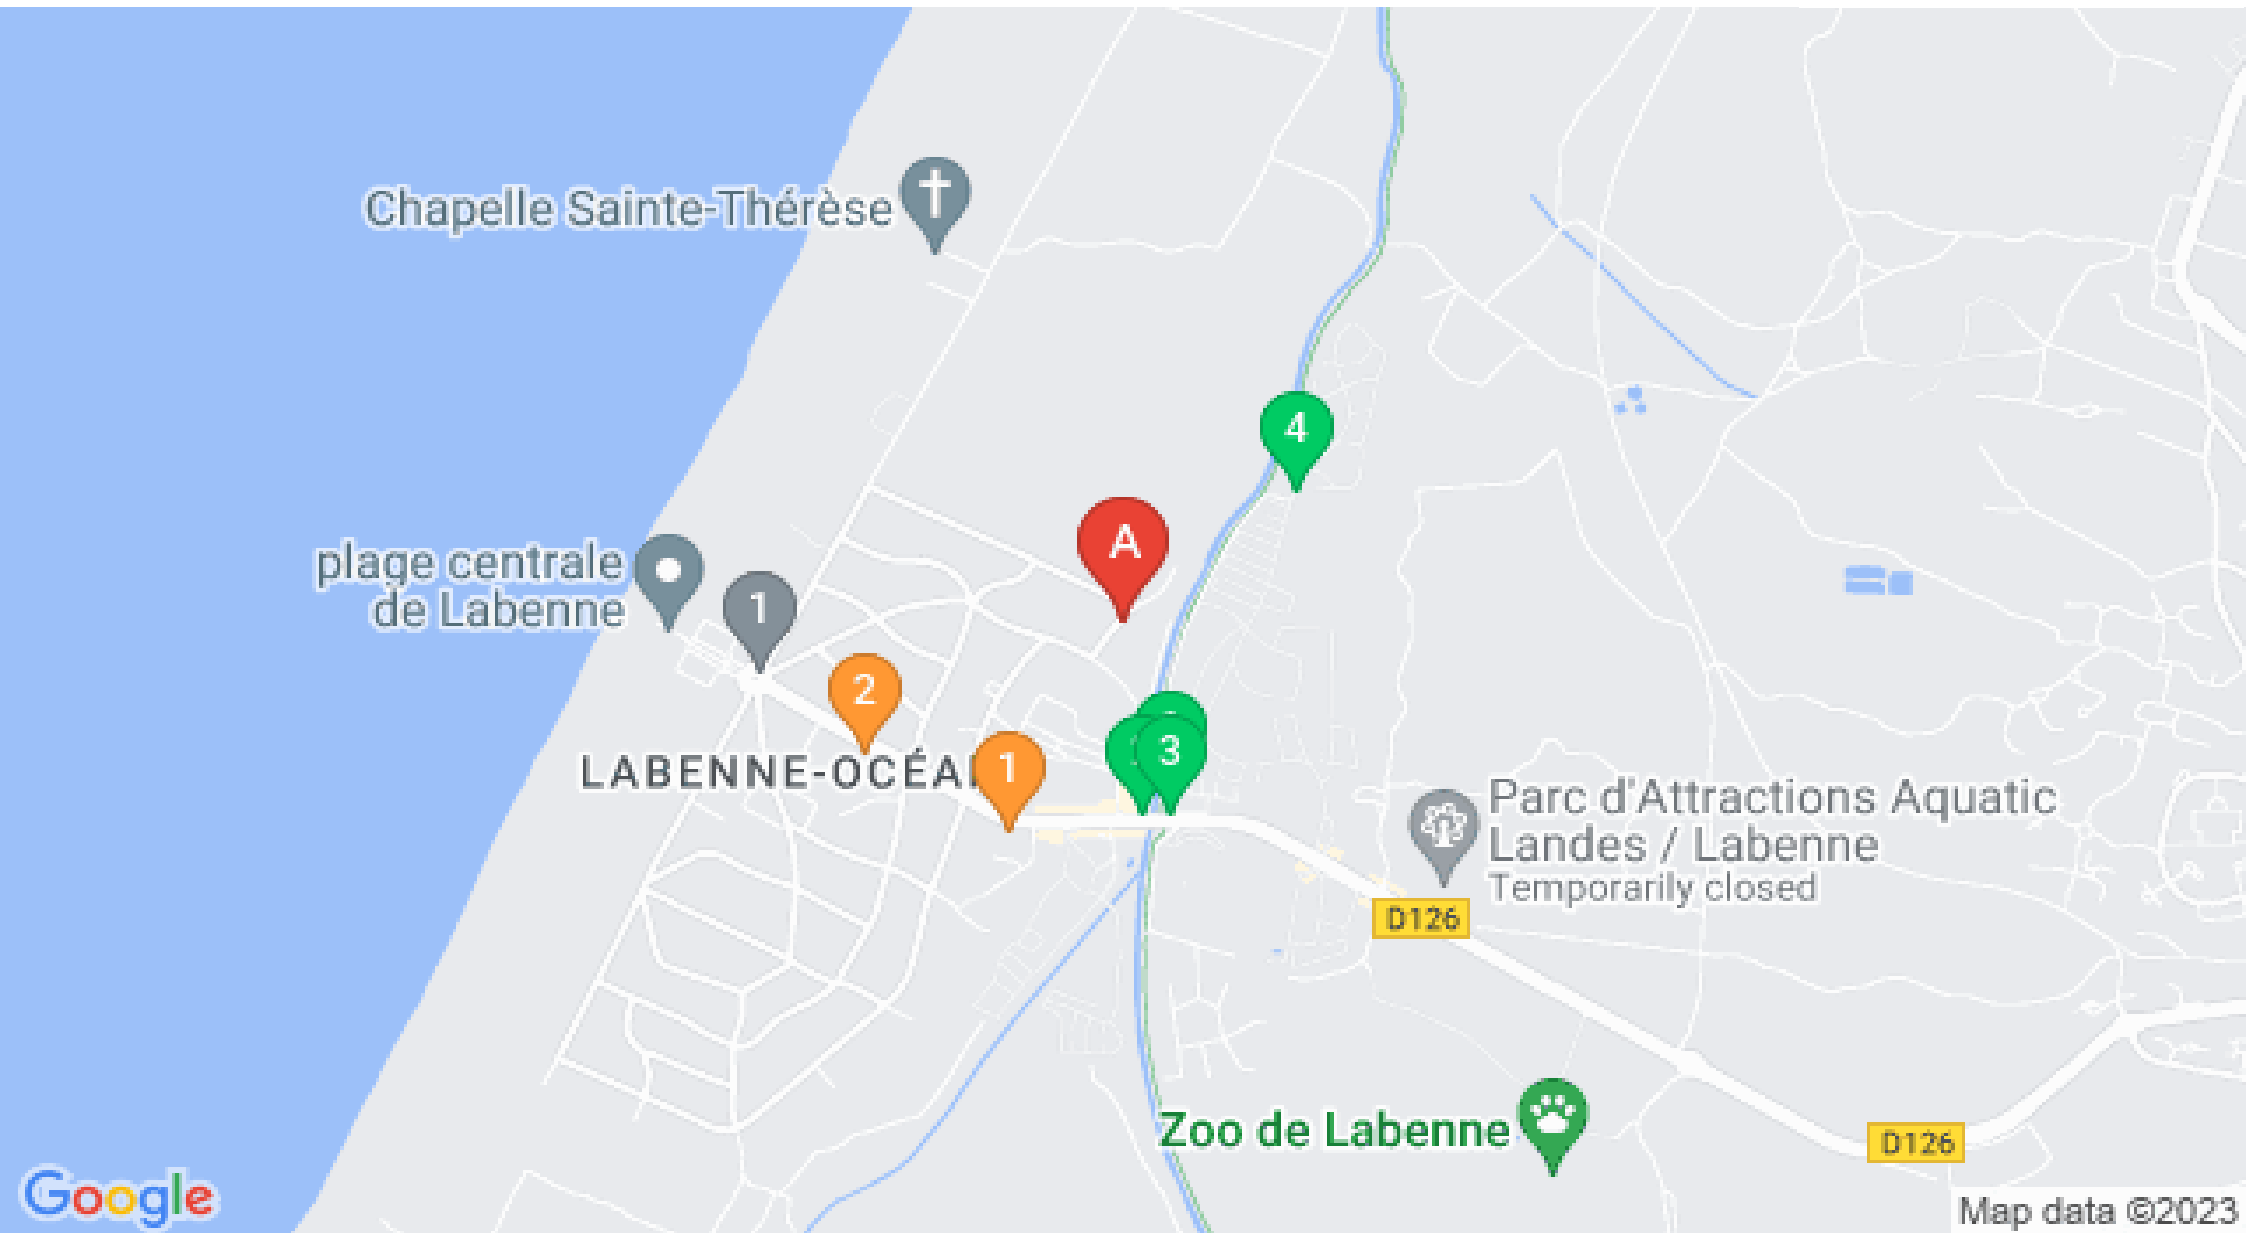 Chapelle Sainte-Thérèse
4
A
plage centrale
de Labenne
1
2
3
LABENNE-OCÉA
1
Parc d'Attractions Aquatic
Landes / Labenne
Temporarily closed
D126
Zoo de Labenne
D126
Google
Map data ©2023